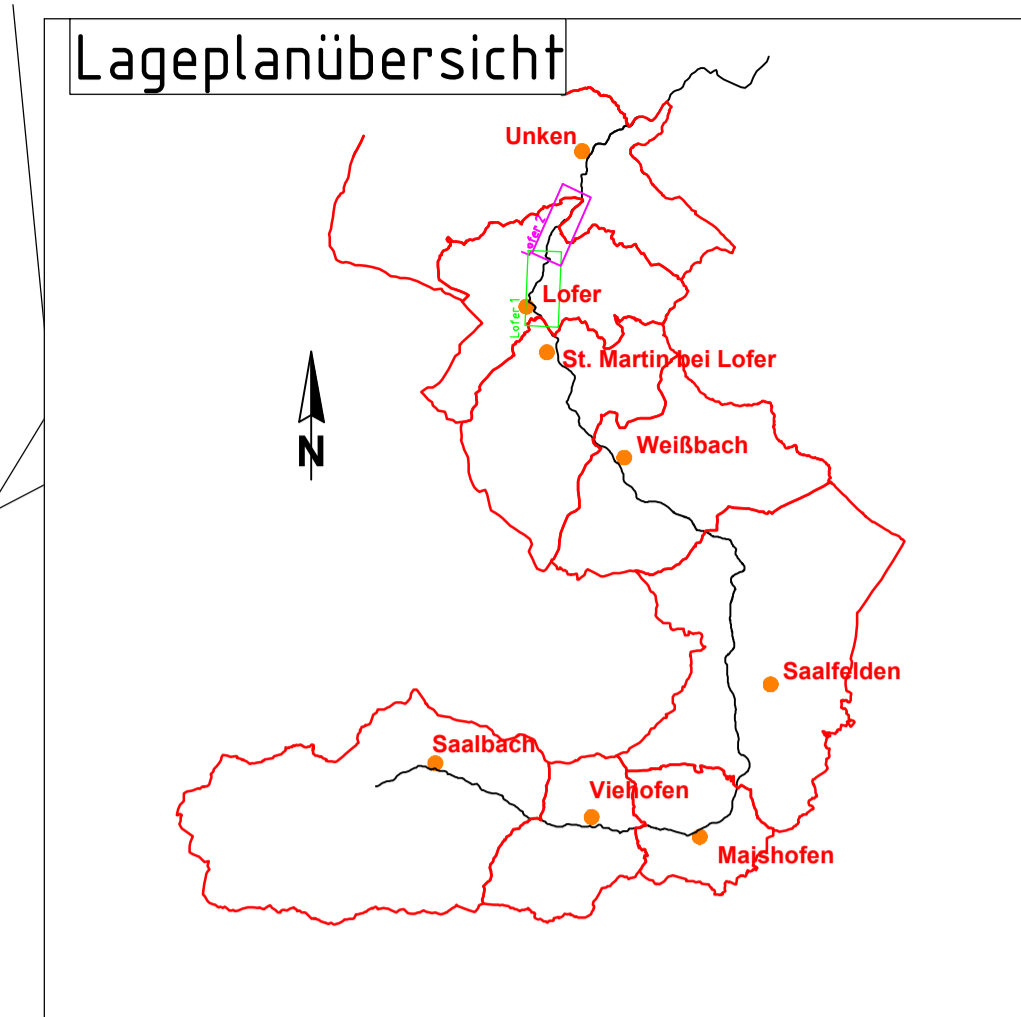 Lageplanübersicht
Unken
Lofer 2
Lofer
Lofer 1
St. Martin bei Lofer
N
Weißbach
Saalfelden
Saalbach
Viehofen
Maishofen